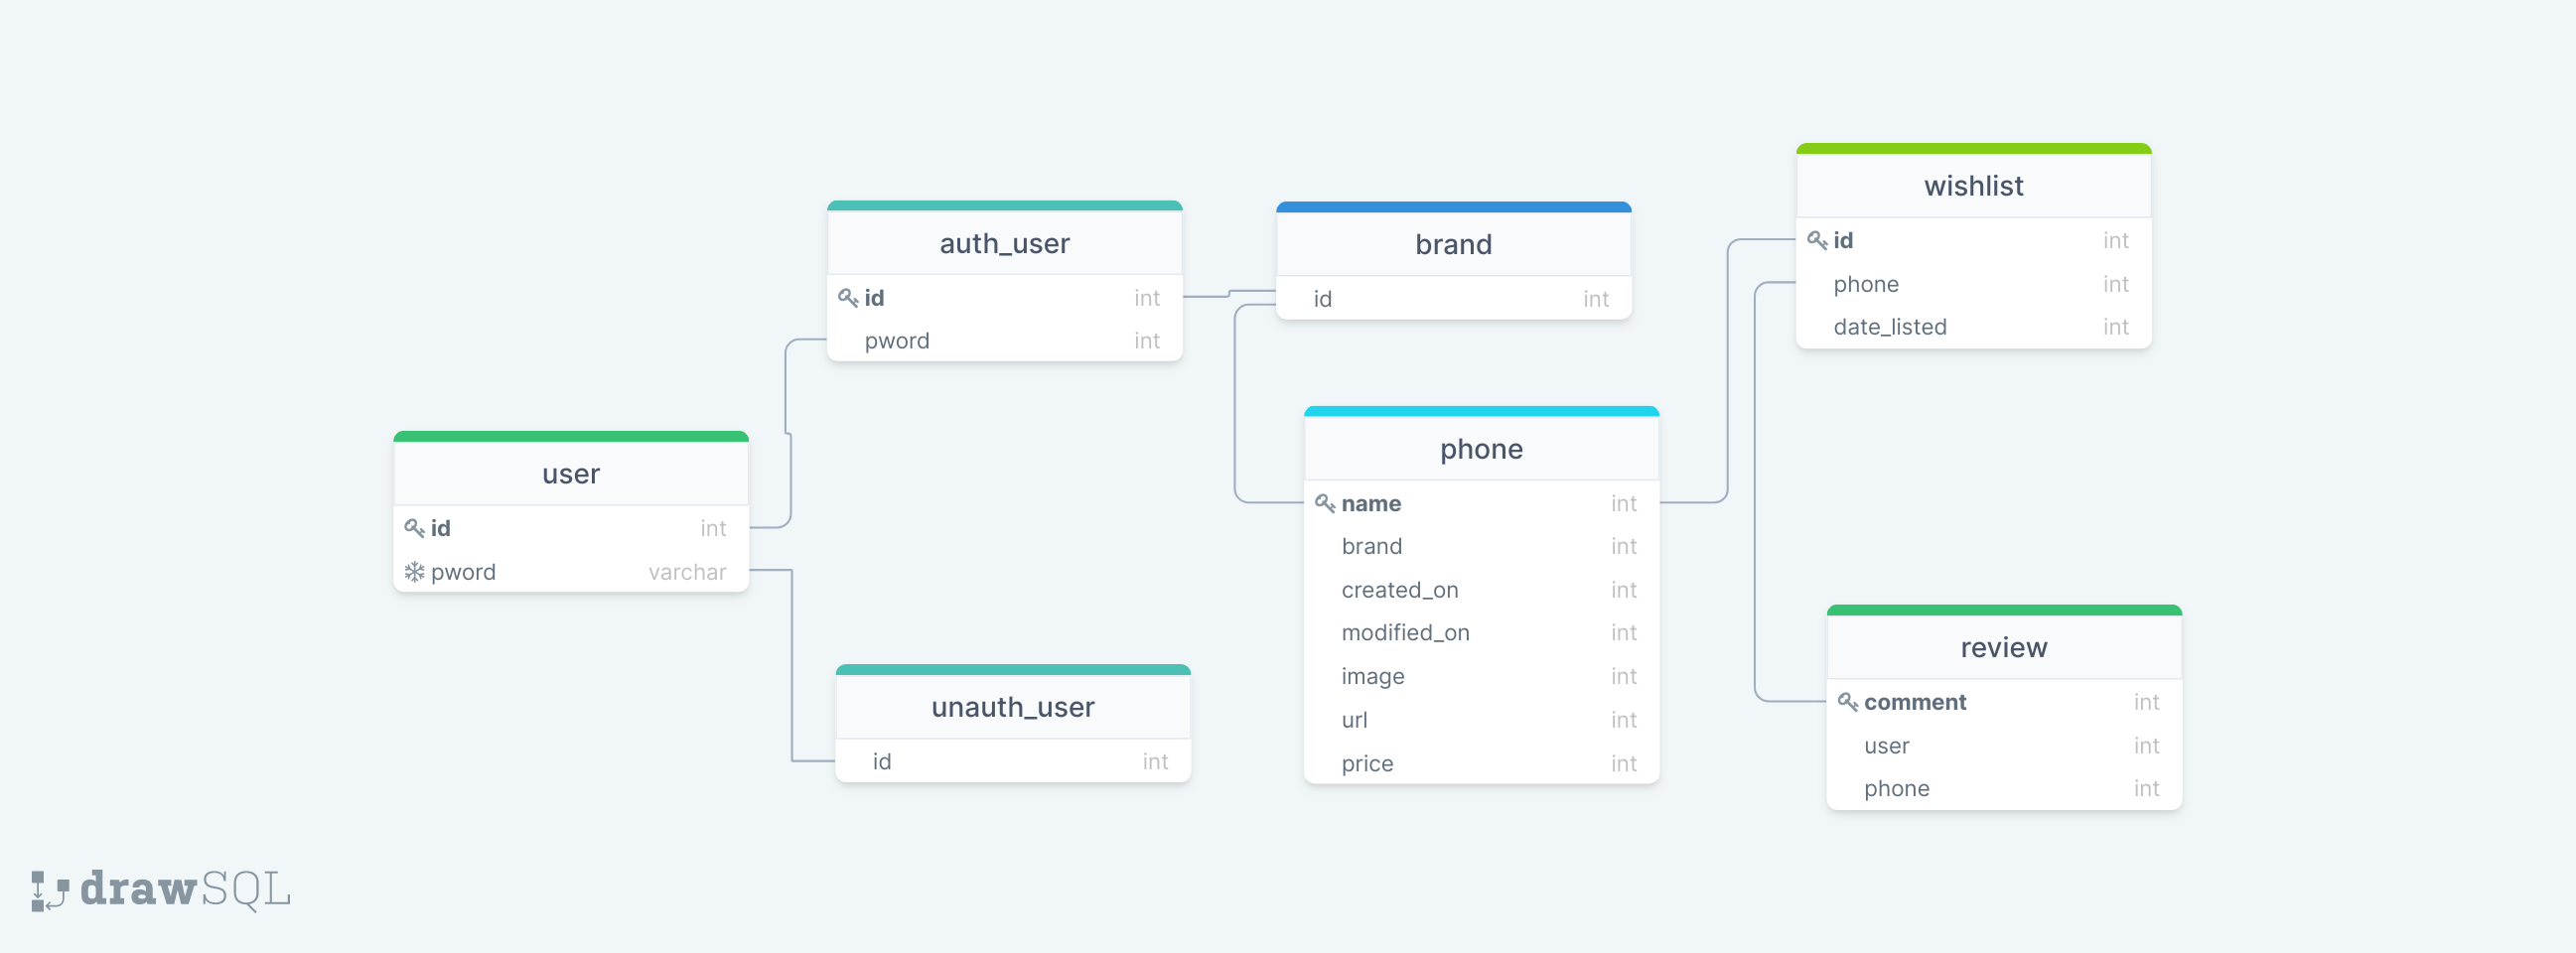 user
id int
pword varchar
auth_user
id int
pword int
unauth_user
id int
brand
id int
phone
name int
brand int
created_on int
modified_on int
image int
url int
price int
wishlist
id int
phone int
date_listed int
review
comment int
user int
phone int
drawSQL